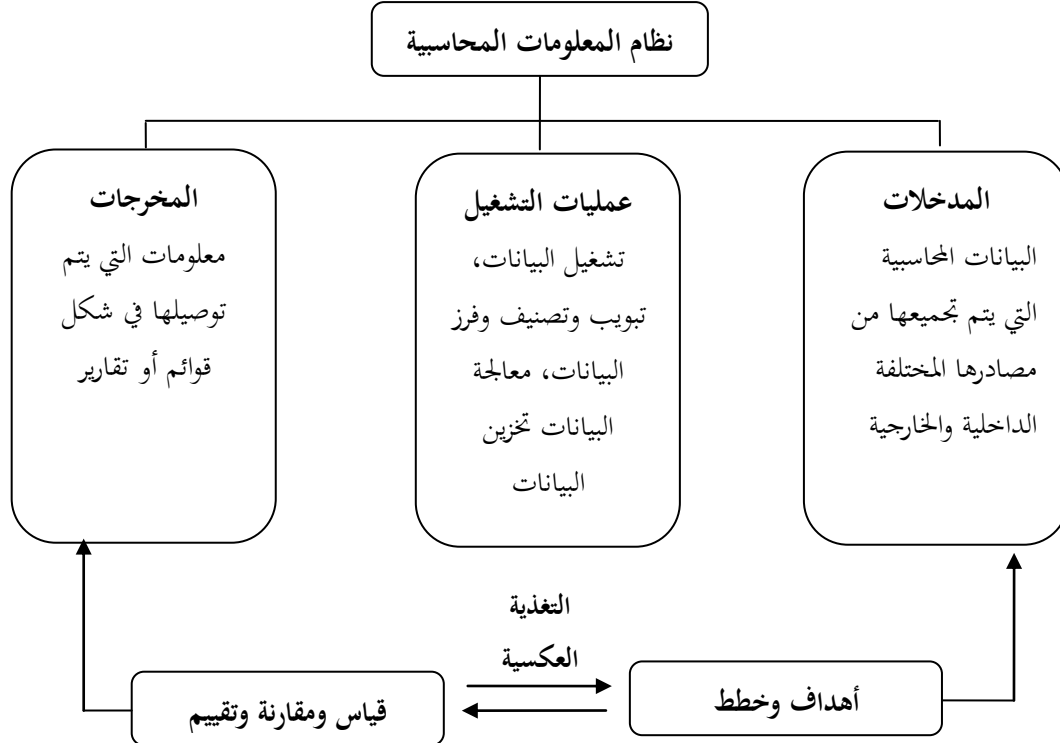 نظام المعلومات المحاسبية
المدخلات
البيانات المحاسبية
التي يتم تجميعها من
مصادرها المختلفة
الداخلية والخارجية
عمليات التشغيل
تشغيل البيانات،
تبويب وتصنيف وفرز
البيانات، معالجة
البيانات تخزين
البيانات
المخرجات
معلومات التي يتم
توصيلها في شكل
قوائم أو تقارير
التغذية
العكسية
أهداف وخطط
قياس ومقارنة وتقييم